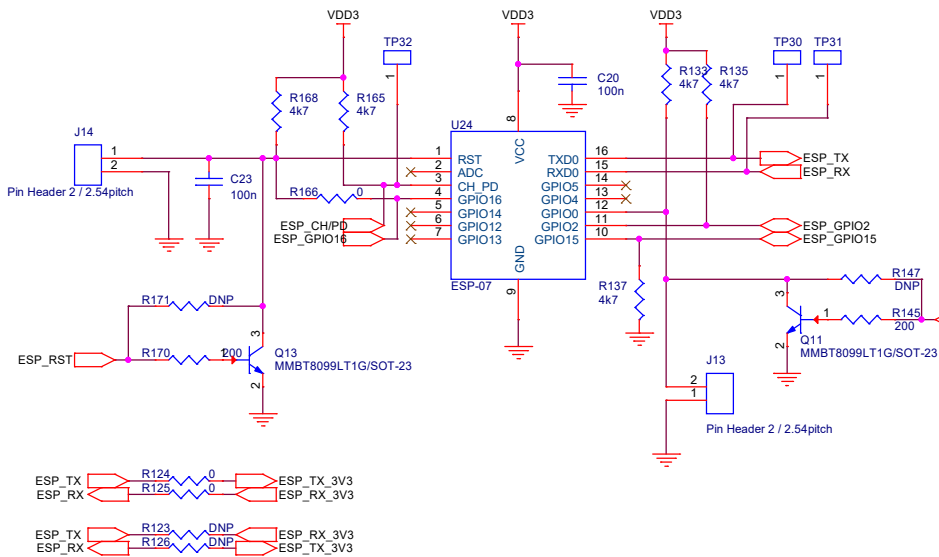 VDD3
VDD3
VDD3
TP32
TP30
TP31
1
1
1
R168
4k7
R165
4k7
C20
100n
R133
4k7
R135
4k7
J14
1
2
Pin Header 2 / 2.54pitch
C23
100n
R166
0
ESP_CH/PD
ESP_GPIO16
U24
8
VCC
1
RST
2
ADC
3
CH_PD
4
GPIO16
5
GPIO14
6
GPIO12
7
GPIO13
TXD0
16
RXD0
15
GPIO5
14
GPIO4
13
GPIO0
12
GPIO2
11
GPIO15
10
GND
9
ESP-07
ESP_TX
ESP_RX
ESP_GPIO2
ESP_GPIO15
R137
4k7
R147
DNP
R145
200
3
1
2
Q11
MMBT8099LT1G/SOT-23
J13
2
1
Pin Header 2 / 2.54pitch
R171
DNP
ESP_RST
R170
200
1
3
2
Q13
MMBT8099LT1G/SOT-23
ESP_TX
R124
0
ESP_TX_3V3
ESP_RX
R125
0
ESP_RX_3V3
ESP_TX
R123
DNP
ESP_RX_3V3
ESP_RX
R126
DNP
ESP_TX_3V3